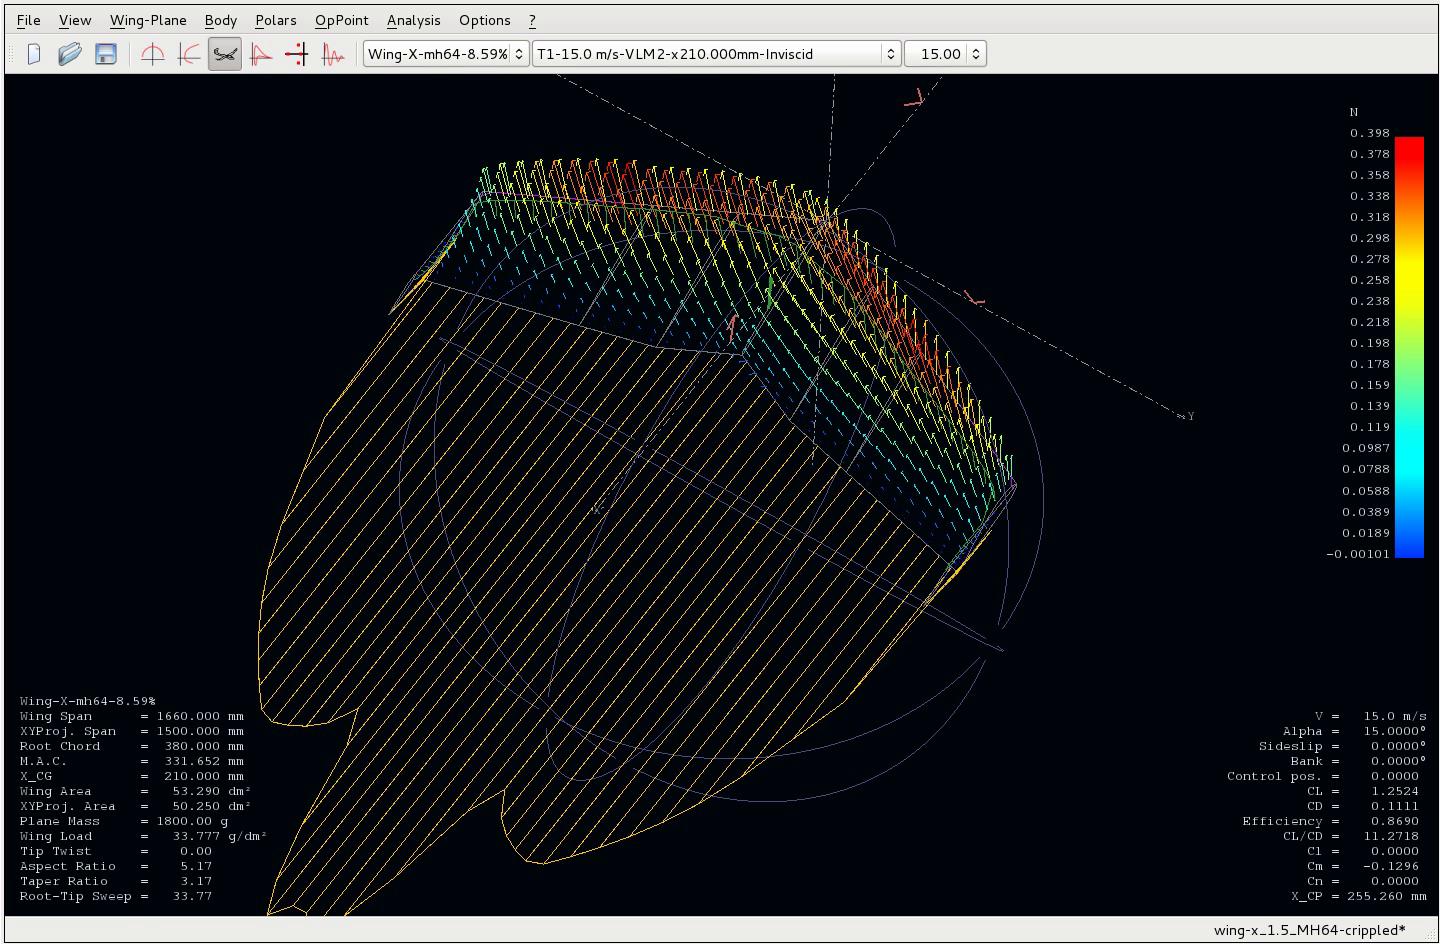 File View Wing-Plane Body Polars OpPoint Analysis Options ?
Wing-X-mh64-8.59% T1-15.0 m/s-VLM2-x210.000mm-Inviscid 15.00
N
0.398
0.378
0.358
0.338
0.318
0.298
0.278
0.258
0.238
0.218
0.198
0.178
0.159
0.139
0.119
0.0987
0.0788
0.0588
0.0389
0.0189
-0.00101
Y
X
Wing-X-mh64-8.59%
Wing Span = 1660.000 mm
XYProj. Span = 1500.000 mm
Root Chord = 380.000 mm
M.A.C. = 331.652 mm
X_CG = 210.000 mm
Wing Area = 53.290 dm²
XYProj. Area = 50.250 dm²
Plane Mass = 1800.00 g
Wing Load = 33.777 g/dm²
Tip Twist = 0.00
Aspect Ratio = 5.17
Taper Ratio = 3.17
Root-Tip Sweep = 33.77
V = 15.0 m/s
Alpha = 15.0000°
Sideslip = 0.0000°
Bank = 0.0000°
Control pos. = 0.0000
CL = 1.2524
CD = 0.1111
Efficiency = 0.8690
CL/CD = 11.2718
Cl = 0.0000
Cm = -0.1296
Cn = 0.0000
X_CP = 255.260 mm
wing-x_1.5_MH64-crippled*